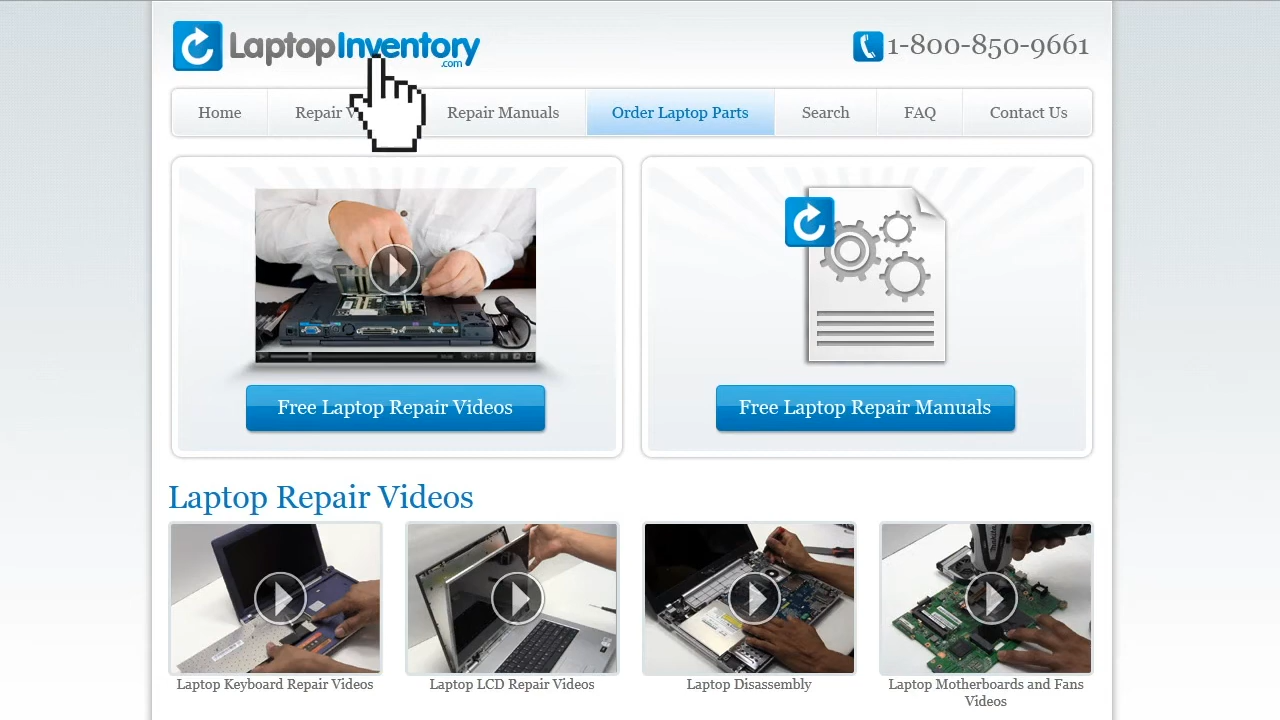 LaptopInventory
.com
1-800-850-9661
Home
Repair V
Repair Manuals
Order Laptop Parts
Search
FAQ
Contact Us
Free Laptop Repair Videos
Free Laptop Repair Manuals
Laptop Repair Videos
Laptop Keyboard Repair Videos
Laptop LCD Repair Videos
Laptop Disassembly
Laptop Motherboards and Fans
Videos